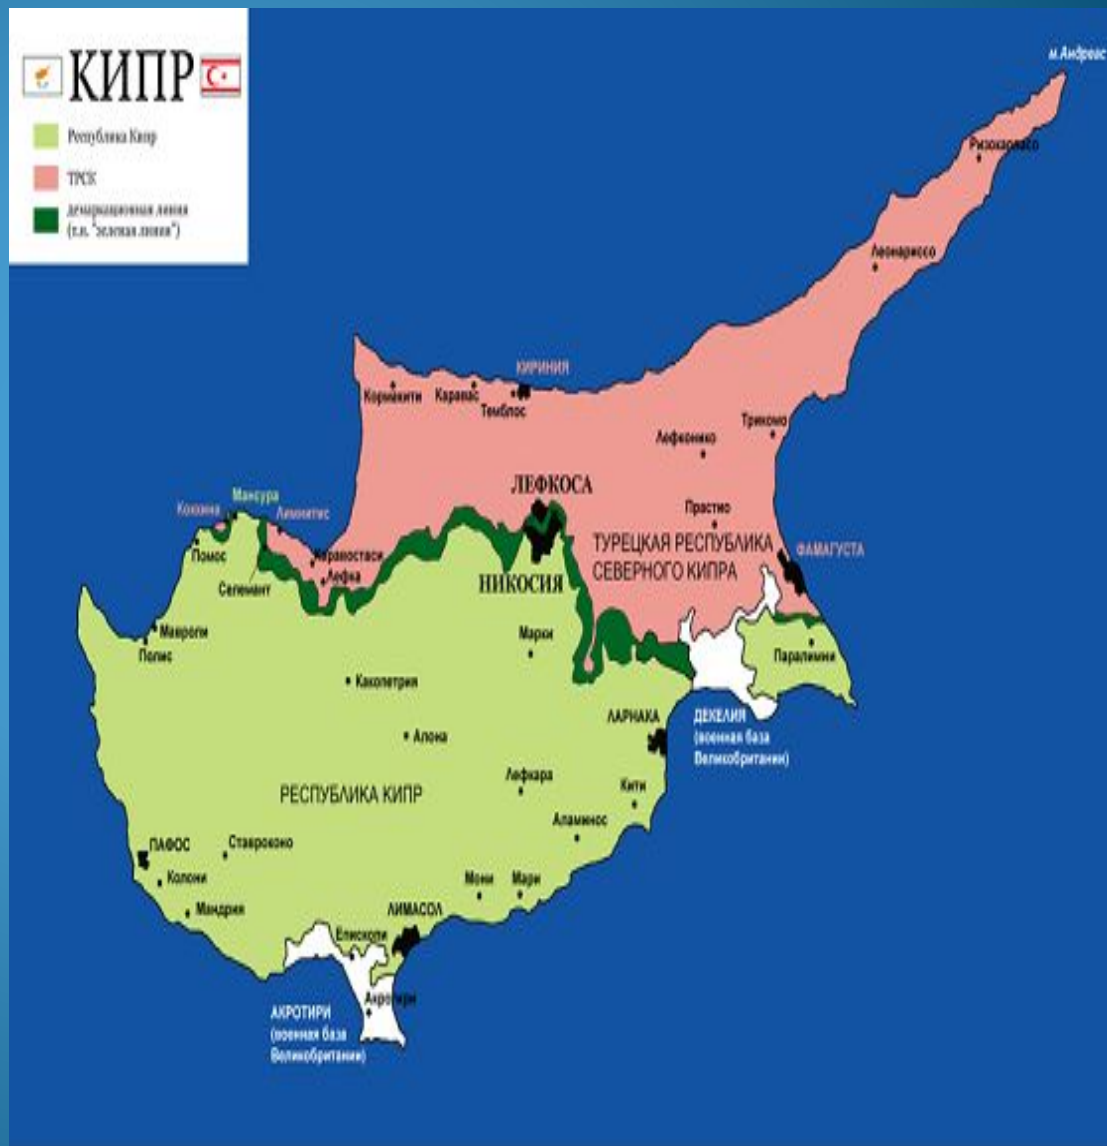 КИПР
Республика Кипр
ТРСК
демаркационная линия
(т.н. "зеленая линия")
м.Андреас
Ризокарпасо
Леонариссо
КИРИНИЯ
Кормакити
Каравас
Темблос
Трикомо
Лефконико
ЛЕФКОСА
Мансура
Коккина
Лимнитис
Прастио
ТУРЕЦКАЯ РЕСПУБЛИКА
СЕВЕРНОГО КИПРА
ФАМАГУСТА
Помос
Каравостаси
Лефка
Селемант
НИКОСИЯ
Мавроли
Полис
Марки
Паралимни
Какопетрия
ЛАРНАКА
ДЕКЕЛИЯ
(военная база
Великобритании)
Алона
Лефкара
Кити
РЕСПУБЛИКА КИПР
Аламинос
ПАФОС
Ставроконо
Колони
Мони
Мари
Мандрия
ЛИМАСОЛ
Епископи
Акротири
АКРОТИРИ
(военная база
Великобритании)